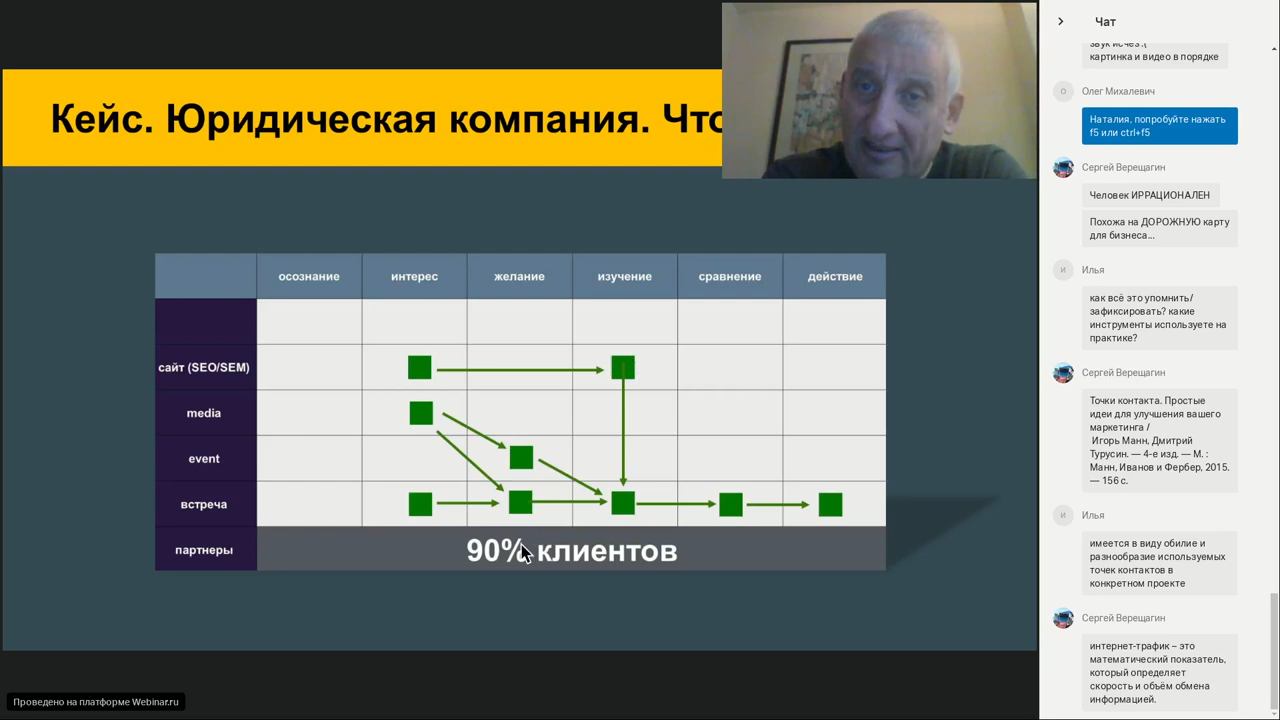 Кейс. Юридическая компания. Что
осознание интерес желание изучение сравнение действие
сайт (SEO/SEM)
media
event
встреча
партнеры 90% клиентов
Проведено на платформе Webinar.ru
Чат
звук исчез :(
картинка и видео в порядке
О Олег Михалевич
Наталия, попробуйте нажать
f5 или ctrl+f5
Сергей Верещагин
Человек ИРРАЦИОНАЛЕН
Похожа на ДОРОЖНУЮ карту
для бизнеса...
И Илья
как всё это упомнить/
зафиксировать? какие
инструменты используете на
практике?
Сергей Верещагин
Точки контакта. Простые
идеи для улучшения вашего
маркетинга /
Игорь Манн, Дмитрий
Турусин. — 4-е изд. — М. :
Манн, Иванов и Фербер, 2015.
— 156 с.
И Илья
имеется в виду обилие и
разнообразие используемых
точек контактов в
конкретном проекте
Сергей Верещагин
интернет-трафик – это
математический показатель,
который определяет
скорость и объём обмена
информацией.